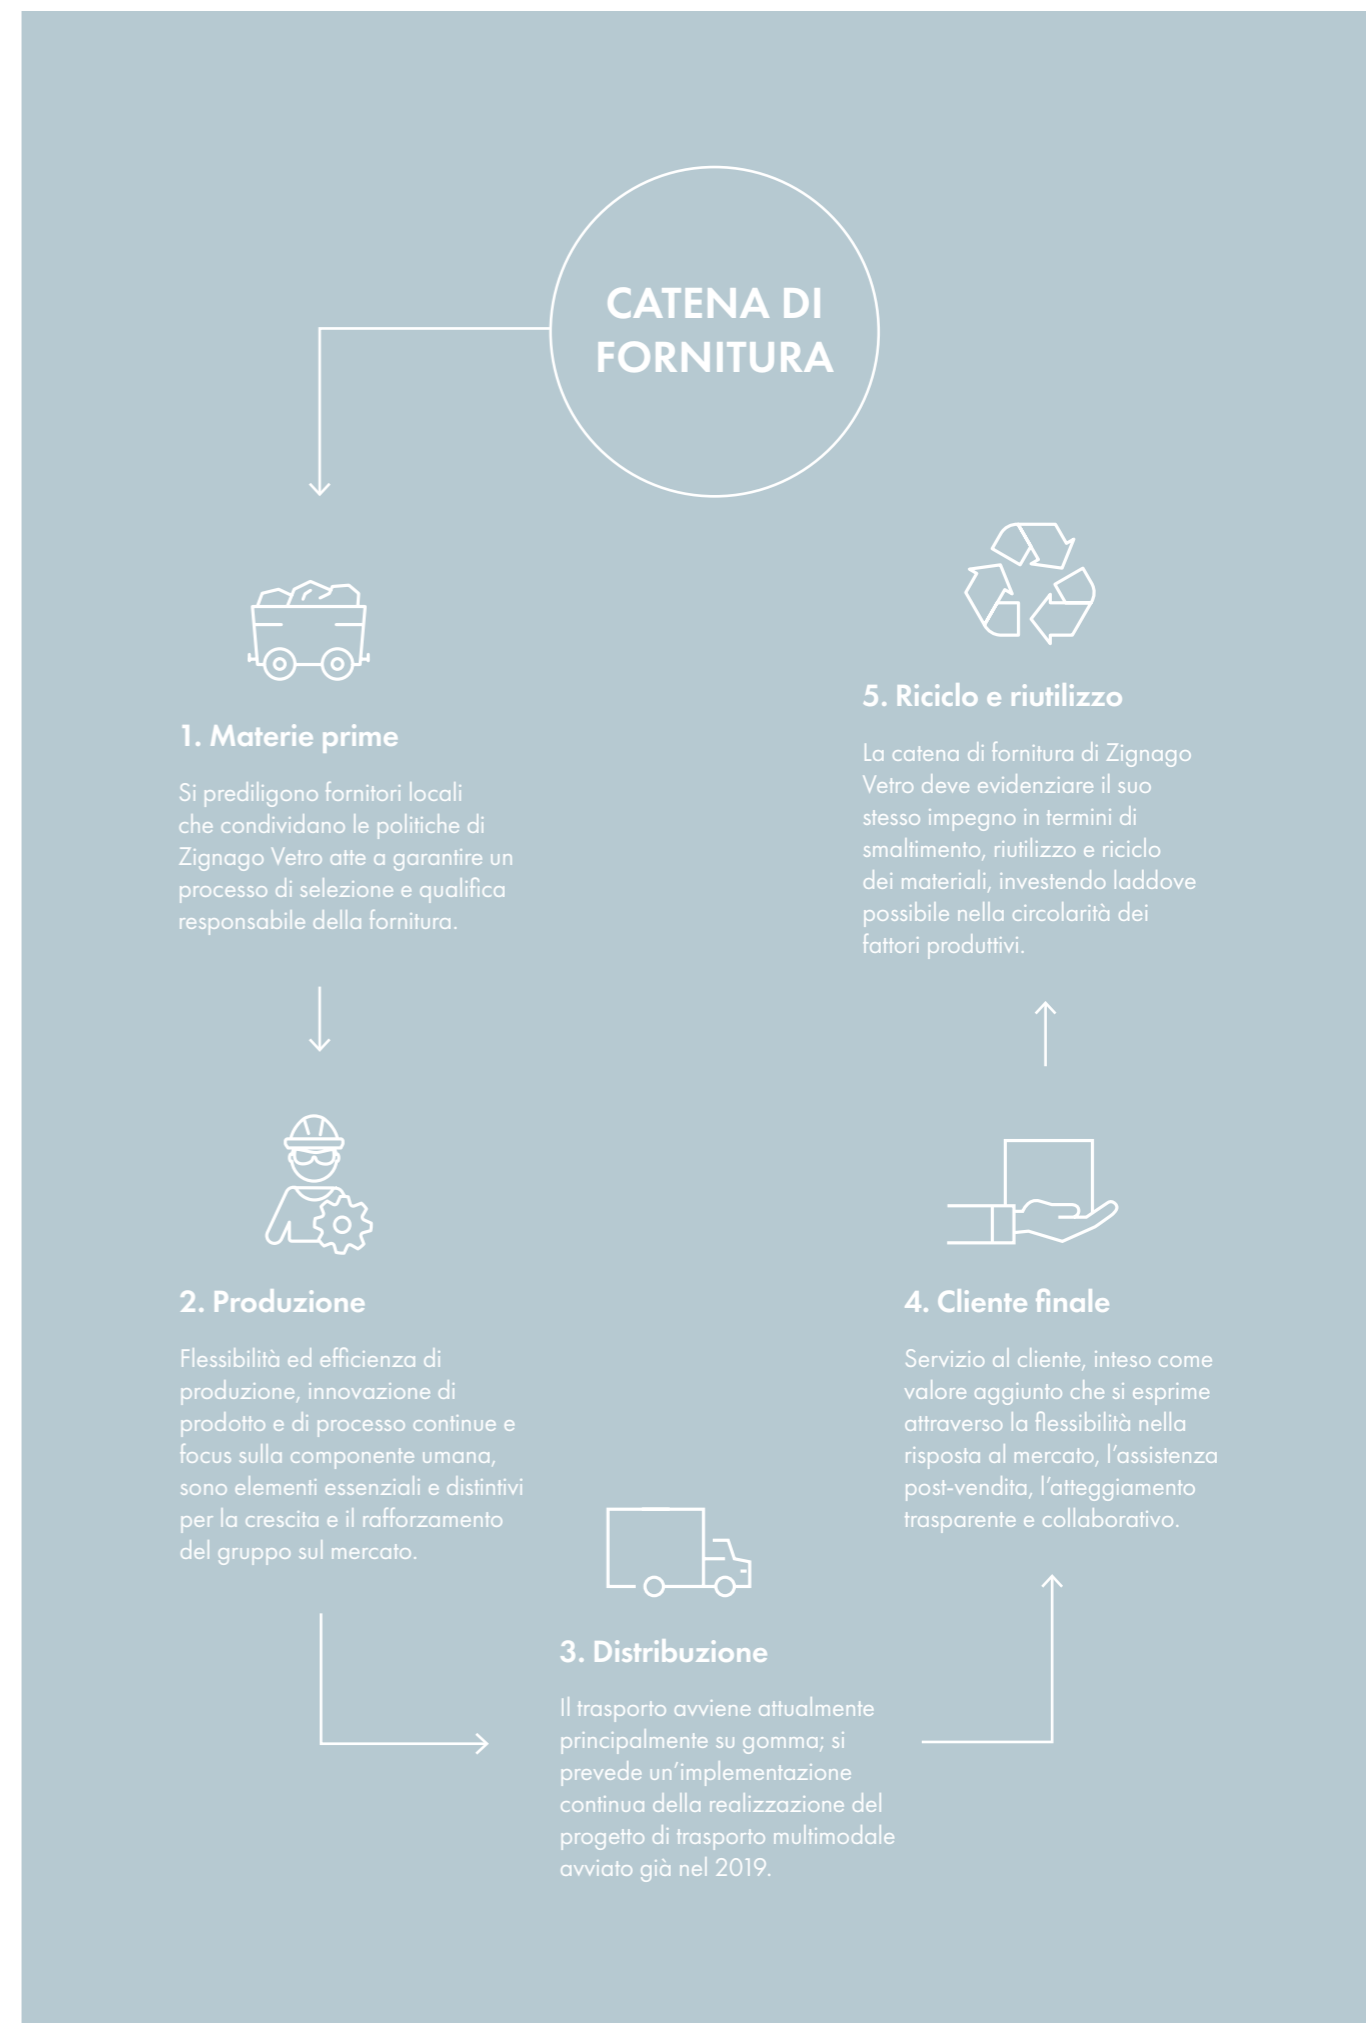 CATENA DI
FORNITURA
1. Materie prime
Si prediligono fornitori locali
che condividano le politiche di
Zignago Vetro atte a garantire un
processo di selezione e qualifica
responsabile della fornitura.
2. Produzione
Flessibilità ed efficienza di
produzione, innovazione di
prodotto e di processo continue e
focus sulla componente umana,
sono elementi essenziali e distintivi
per la crescita e il rafforzamento
del gruppo sul mercato.
3. Distribuzione
Il trasporto avviene attualmente
principalmente su gomma; si
prevede un’implementazione
continua della realizzazione del
progetto di trasporto multimodale
avviato già nel 2019.
4. Cliente finale
Servizio al cliente, inteso come
valore aggiunto che si esprime
attraverso la flessibilità nella
risposta al mercato, l’assistenza
post-vendita, l’atteggiamento
trasparente e collaborativo.
5. Riciclo e riutilizzo
La catena di fornitura di Zignago
Vetro deve evidenziare il suo
stesso impegno in termini di
smaltimento, riutilizzo e riciclo
dei materiali, investendo laddove
possibile nella circolarità dei
fattori produttivi.